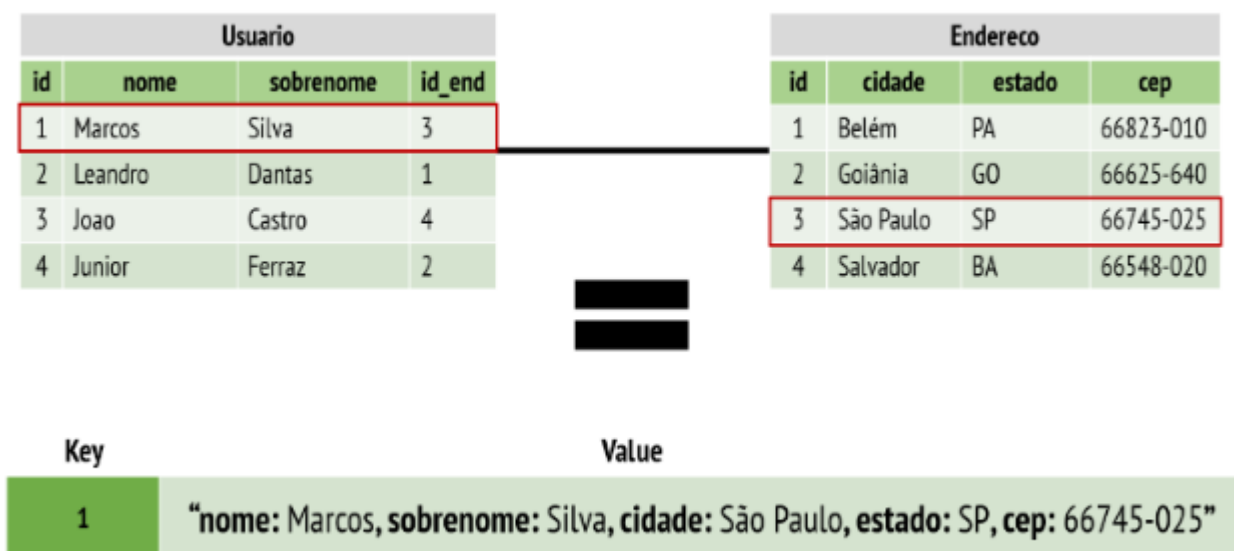 Usuario
id nome sobrenome id_end
1 Marcos Silva 3
2 Leandro Dantas 1
3 Joao Castro 4
4 Junior Ferraz 2
Endereco
id cidade estado cep
1 Belém PA 66823-010
2 Goiânia GO 66625-640
3 São Paulo SP 66745-025
4 Salvador BA 66548-020
Key Value
1 “nome: Marcos, sobrenome: Silva, cidade: São Paulo, estado: SP, cep: 66745-025”